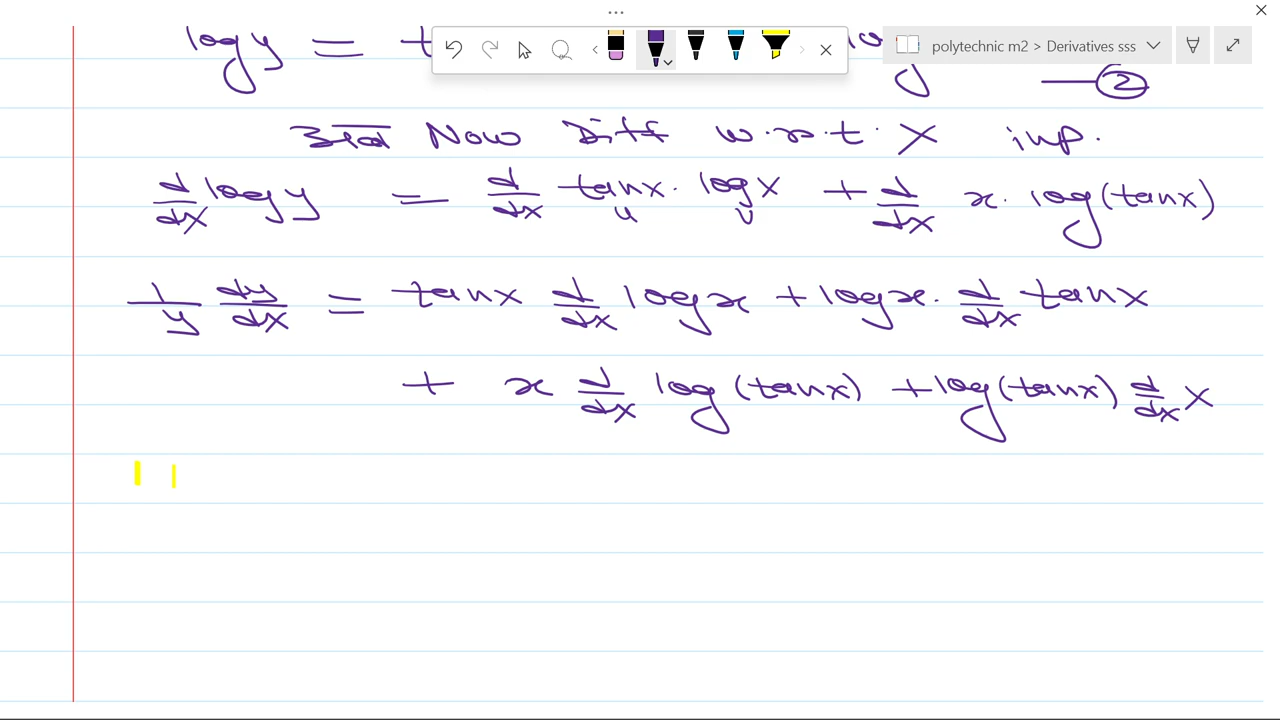 polytechnic m2 > Derivatives sss
log y = t
②
3rd Now Diff w.r.t. x imp.
d/dx log y = d/dx tanx . log x + d/dx x . log(tanx)
u v
1/y dy/dx = tanx d/dx log x + log x . d/dx tanx
+ x d/dx log(tanx) + log(tanx) d/dx x